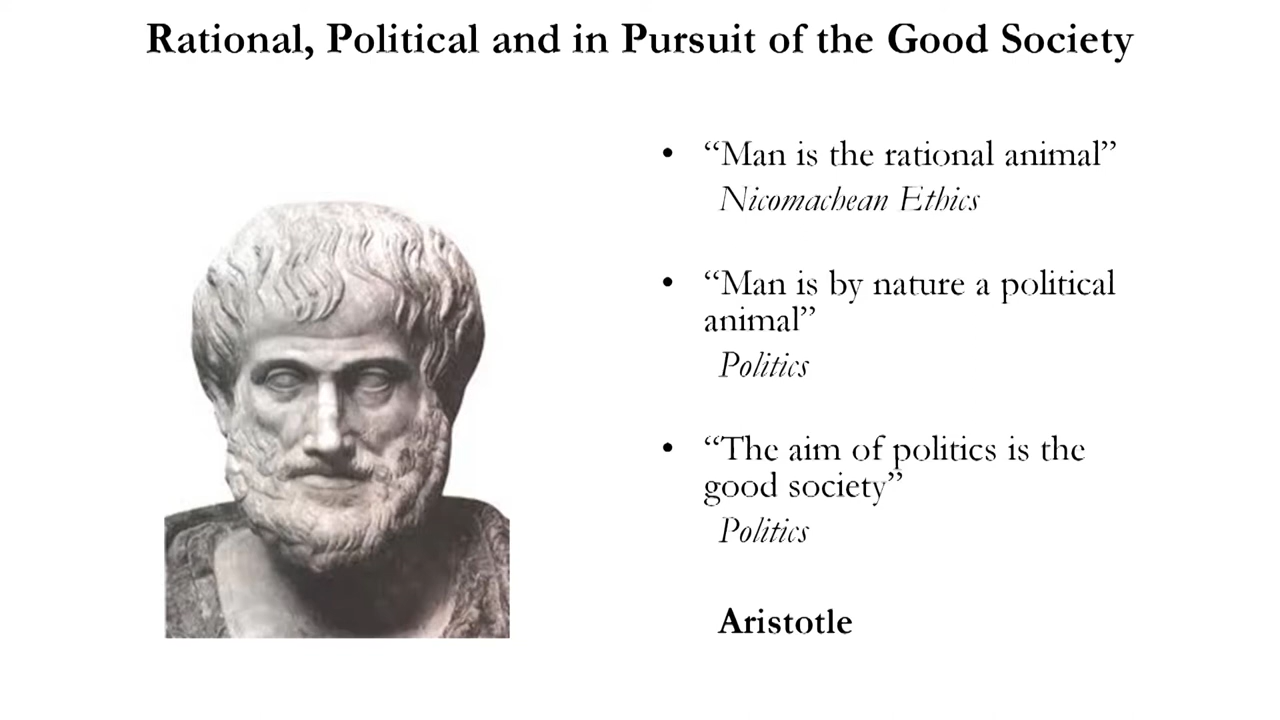 Rational, Political and in Pursuit of the Good Society
• “Man is the rational animal”
Nicomachean Ethics
• “Man is by nature a political
animal”
Politics
• “The aim of politics is the
good society”
Politics
Aristotle